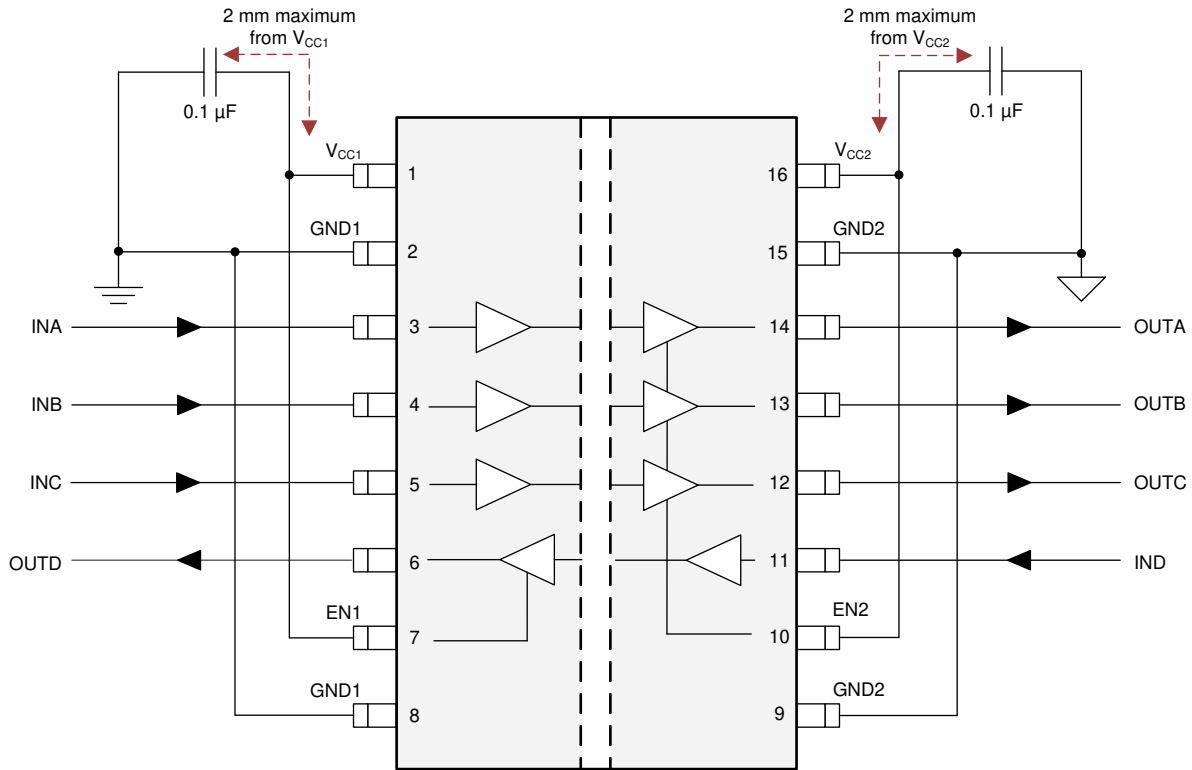 2 mm maximum
from VCC1
2 mm maximum
from VCC2
0.1 µF
0.1 µF
VCC1
1
16
VCC2
GND1
2
15
GND2
INA
3
14
OUTA
INB
4
13
OUTB
INC
5
12
OUTC
OUTD
6
11
IND
EN1
7
10
EN2
GND1
8
9
GND2